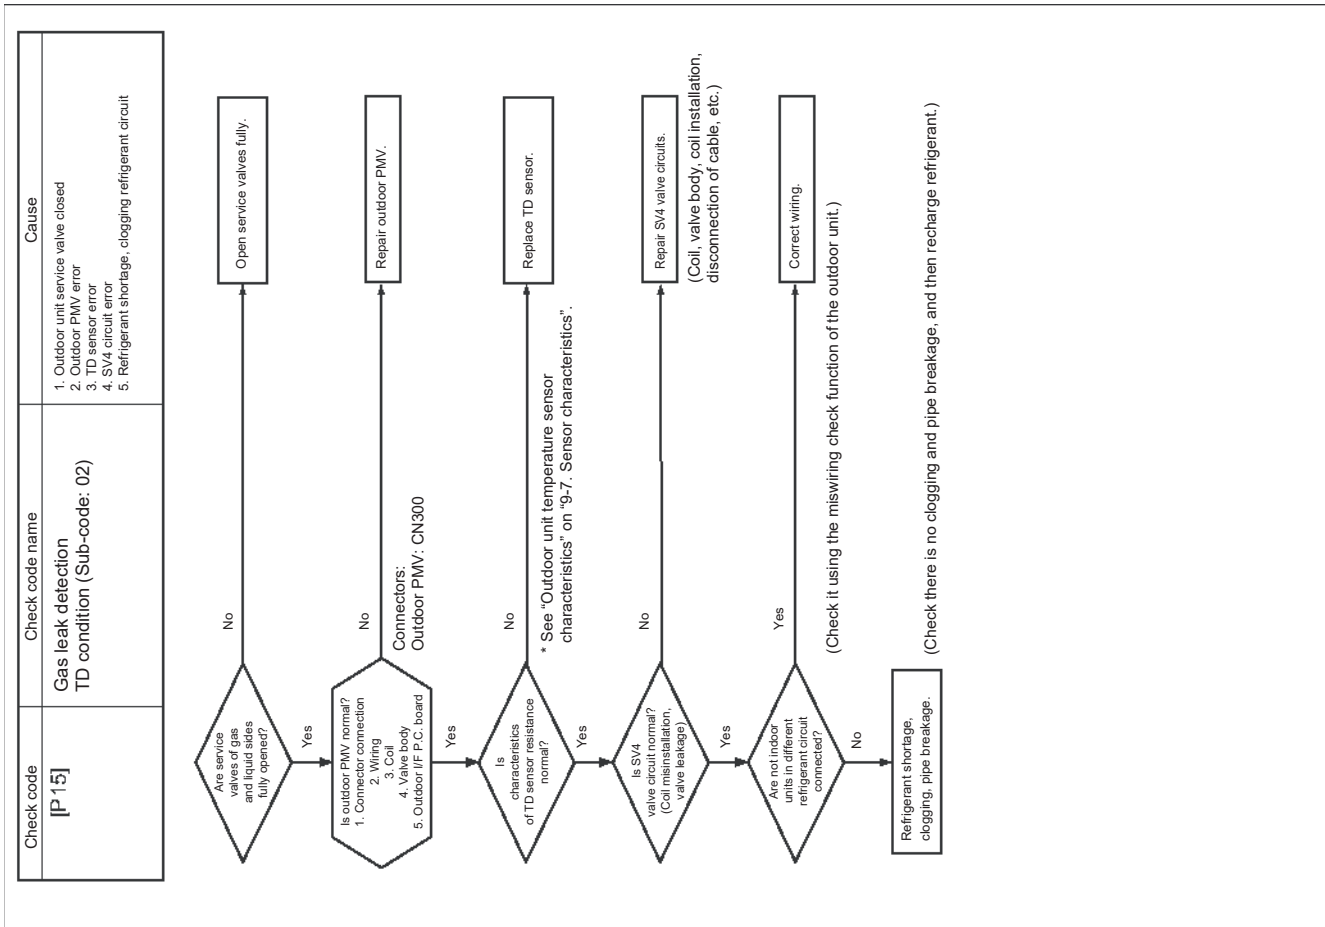 Check code
Check code name
Cause
[P15]
Gas leak detection
TD condition (Sub-code: 02)
1. Outdoor unit service valve closed
2. Outdoor PMV error
3. TD sensor error
4. SV4 circuit error
5. Refrigerant shortage, clogging refrigerant circuit
Are service
valves of gas
and liquid sides
fully opened?
No
Open service valves fully.
Yes
Is outdoor PMV normal?
1. Connector connection
2. Wiring
3. Coil
4. Valve body
5. Outdoor I/F P.C. board
No
Repair outdoor PMV.
Connectors:
Outdoor PMV: CN300
Yes
Is
characteristics
of TD sensor resistance
normal?
No
Replace TD sensor.
* See “Outdoor unit temperature sensor
characteristics” on “9-7. Sensor characteristics”.
Yes
Is SV4
valve circuit normal?
(Coil misinstallation,
valve leakage)
No
Repair SV4 valve circuits.
(Coil, valve body, coil installation,
disconnection of cable, etc.)
Yes
Are not indoor
units in different
refrigerant circuit
connected?
Yes
Correct wiring.
(Check it using the miswiring check function of the outdoor unit.)
No
Refrigerant shortage,
clogging, pipe breakage.
(Check there is no clogging and pipe breakage, and then recharge refrigerant.)